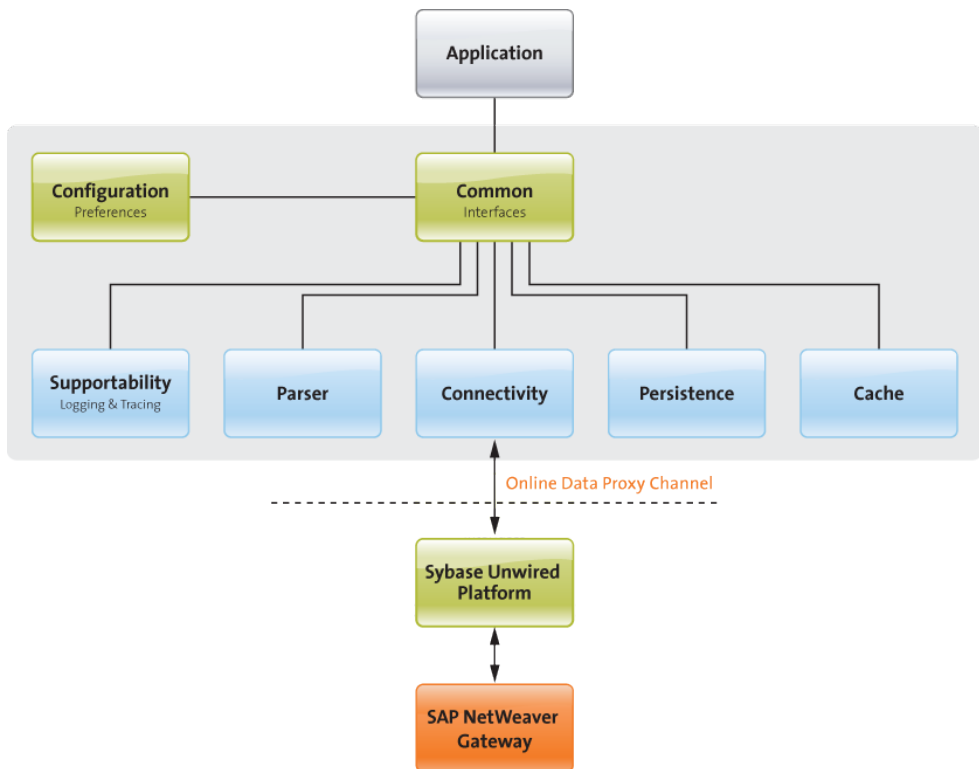 Application
Configuration
Preferences
Common
Interfaces
Supportability
Logging & Tracing
Parser
Connectivity
Persistence
Cache
Online Data Proxy Channel
Sybase Unwired
Platform
SAP NetWeaver
Gateway